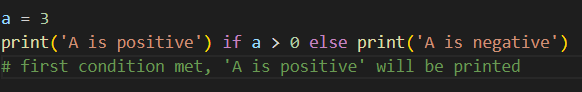 a = 3
print('A is positive') if a > 0 else print('A is negative')
# first condition met, 'A is positive' will be printed